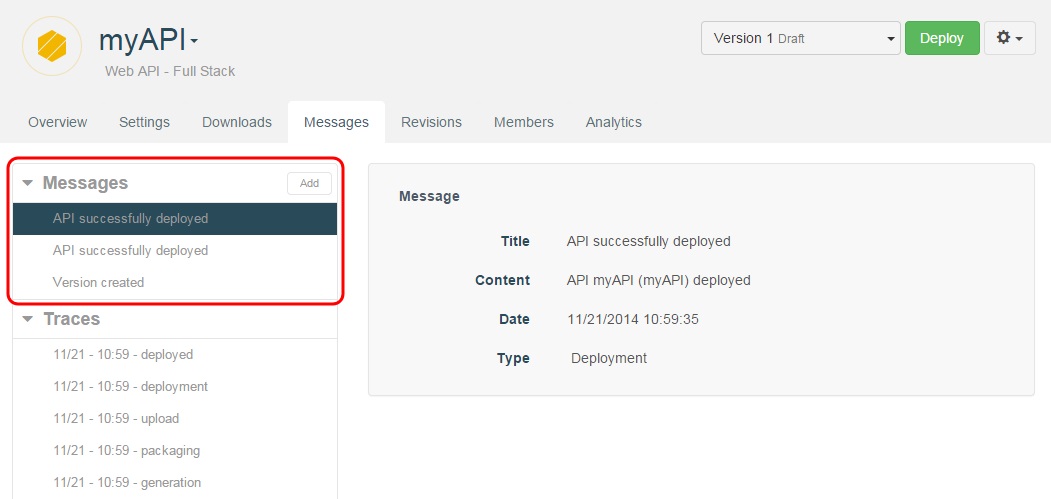 myAPI
Web API - Full Stack
Version 1 Draft
Deploy
Overview Settings Downloads Messages Revisions Members Analytics
Messages
Add
API successfully deployed
API successfully deployed
Version created
Traces
11/21 - 10:59 - deployed
11/21 - 10:59 - deployment
11/21 - 10:59 - upload
11/21 - 10:59 - packaging
11/21 - 10:59 - generation
Message
Title API successfully deployed
Content API myAPI (myAPI) deployed
Date 11/21/2014 10:59:35
Type Deployment